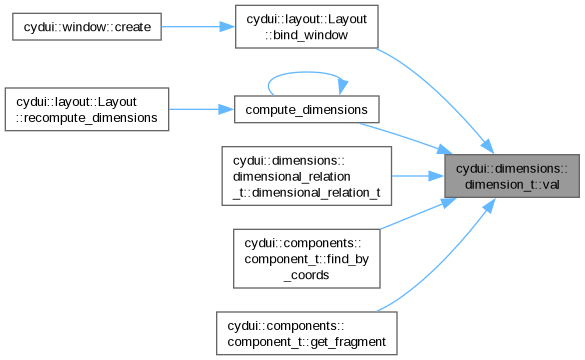 cydui::window::create
cydui::layout::Layout
::bind_window
cydui::layout::Layout
::recompute_dimensions
compute_dimensions
cydui::dimensions::
dimensional_relation
_t::dimensional_relation_t
cydui::dimensions::
dimension_t::val
cydui::components::
component_t::find_by
_coords
cydui::components::
component_t::get_fragment